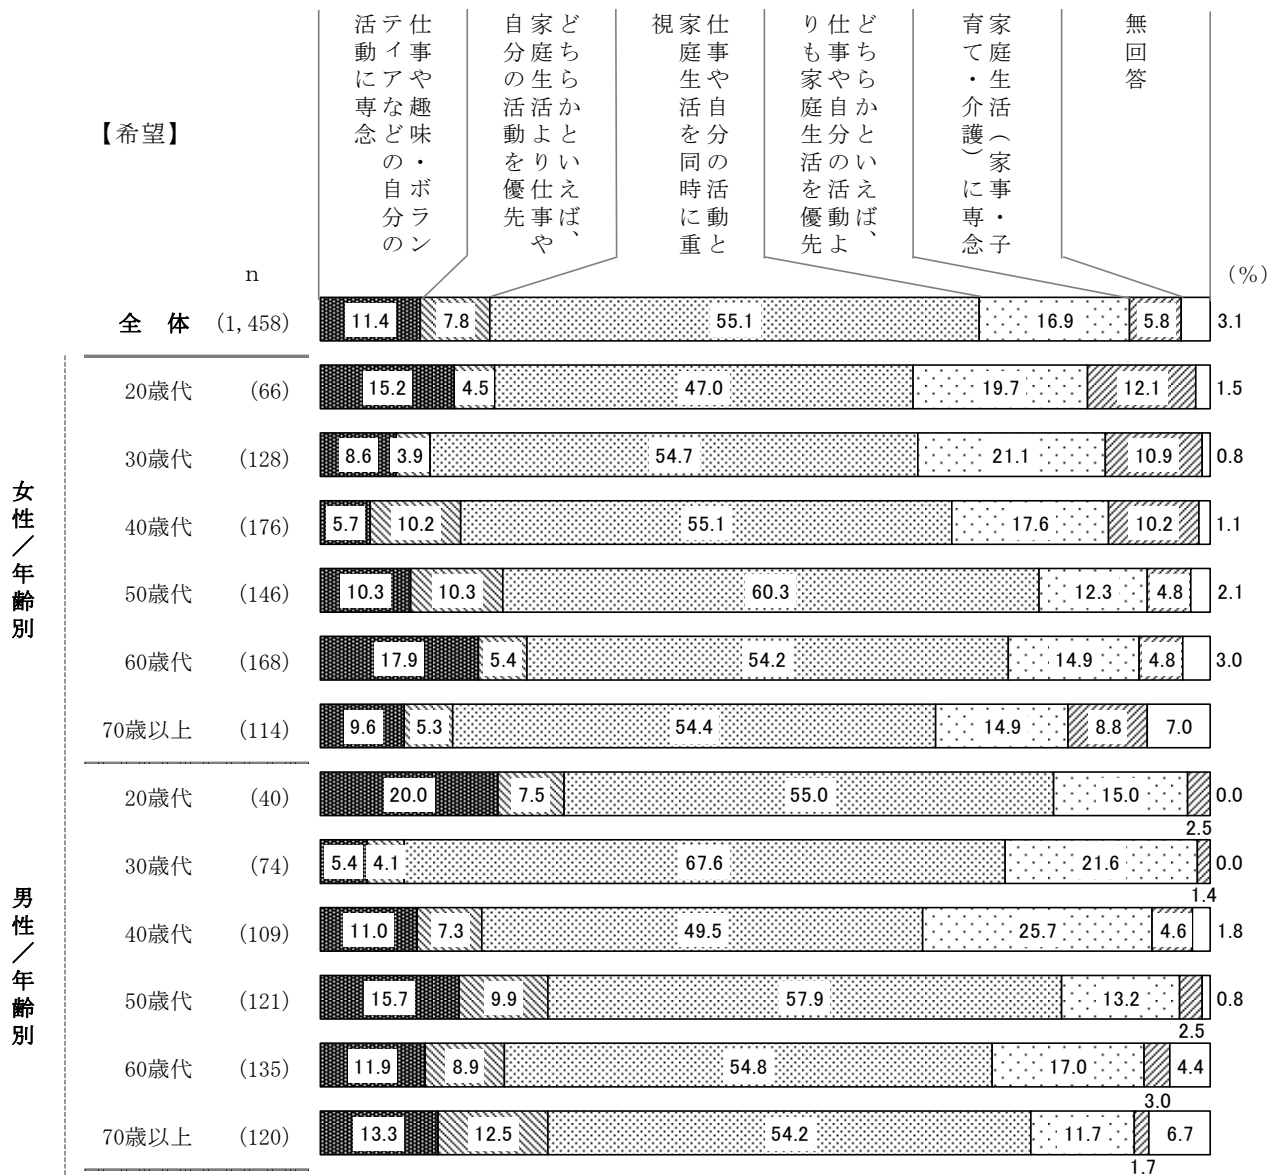 【希望】
仕事や趣味・ボラン
ティアなどの自分の
活動に専念
どちらかといえば、
家庭生活より仕事や
自分の活動を優先
仕事や自分の活動と
家庭生活を同時に重
視
どちらかといえば、
仕事や自分の活動よ
りも家庭生活を優先
家庭生活（家事・子
育て・介護）に専念
無回答
n
(%)
全 体 (1,458) 11.4 7.8 55.1 16.9 5.8 3.1
女性／年齢別
20歳代 (66) 15.2 4.5 47.0 19.7 12.1 1.5
30歳代 (128) 8.6 3.9 54.7 21.1 10.9 0.8
40歳代 (176) 5.7 10.2 55.1 17.6 10.2 1.1
50歳代 (146) 10.3 10.3 60.3 12.3 4.8 2.1
60歳代 (168) 17.9 5.4 54.2 14.9 4.8 3.0
70歳以上 (114) 9.6 5.3 54.4 14.9 8.8 7.0
男性／年齢別
20歳代 (40) 20.0 7.5 55.0 15.0 2.5 0.0
30歳代 (74) 5.4 4.1 67.6 21.6 1.4 0.0
40歳代 (109) 11.0 7.3 49.5 25.7 4.6 1.8
50歳代 (121) 15.7 9.9 57.9 13.2 2.5 0.8
60歳代 (135) 11.9 8.9 54.8 17.0 3.0 4.4
70歳以上 (120) 13.3 12.5 54.2 11.7 1.7 6.7